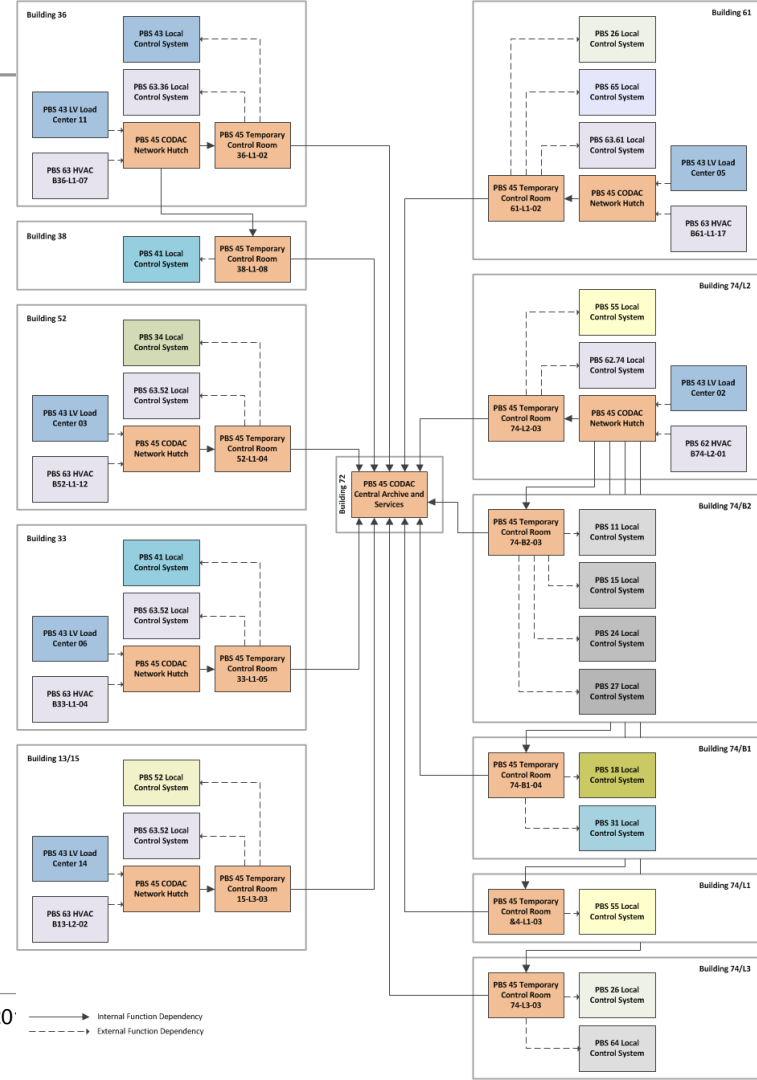 Building 36
PBS 43 Local
Control System
PBS 63.36 Local
Control System
PBS 43 LV Load
Center 11
PBS 45 CODAC
Network Hutch
PBS 45 Temporary
Control Room
36-L1-02
PBS 63 HVAC
B36-L1-07
Building 38
PBS 41 Local
Control System
PBS 45 Temporary
Control Room
38-L1-08
Building 52
PBS 34 Local
Control System
PBS 63.52 Local
Control System
PBS 43 LV Load
Center 03
PBS 45 CODAC
Network Hutch
PBS 45 Temporary
Control Room
52-L1-04
PBS 63 HVAC
B52-L1-12
Building 33
PBS 41 Local
Control System
PBS 63.52 Local
Control System
PBS 43 LV Load
Center 06
PBS 45 CODAC
Network Hutch
PBS 45 Temporary
Control Room
33-L1-05
PBS 63 HVAC
B33-L1-04
Building 13/15
PBS 52 Local
Control System
PBS 63.52 Local
Control System
PBS 43 LV Load
Center 14
PBS 45 CODAC
Network Hutch
PBS 45 Temporary
Control Room
15-L3-03
PBS 63 HVAC
B13-L2-02
Building 72
PBS 45 CODAC
Central Archive and
Services
Building 61
PBS 26 Local
Control System
PBS 65 Local
Control System
PBS 63.61 Local
Control System
PBS 45 Temporary
Control Room
61-L1-02
PBS 45 CODAC
Network Hutch
PBS 43 LV Load
Center 05
PBS 63 HVAC
B61-L1-17
Building 74/L2
PBS 55 Local
Control System
PBS 62.74 Local
Control System
PBS 45 Temporary
Control Room
74-L2-03
PBS 45 CODAC
Network Hutch
PBS 43 LV Load
Center 02
PBS 62 HVAC
B74-L2-01
Building 74/B2
PBS 45 Temporary
Control Room
74-B2-03
PBS 11 Local
Control System
PBS 15 Local
Control System
PBS 24 Local
Control System
PBS 27 Local
Control System
Building 74/B1
PBS 45 Temporary
Control Room
74-B1-04
PBS 18 Local
Control System
PBS 31 Local
Control System
Building 74/L1
PBS 45 Temporary
Control Room
&4-L1-03
PBS 55 Local
Control System
Building 74/L3
PBS 45 Temporary
Control Room
74-L3-03
PBS 26 Local
Control System
PBS 64 Local
Control System
Internal Function Dependency
External Function Dependency